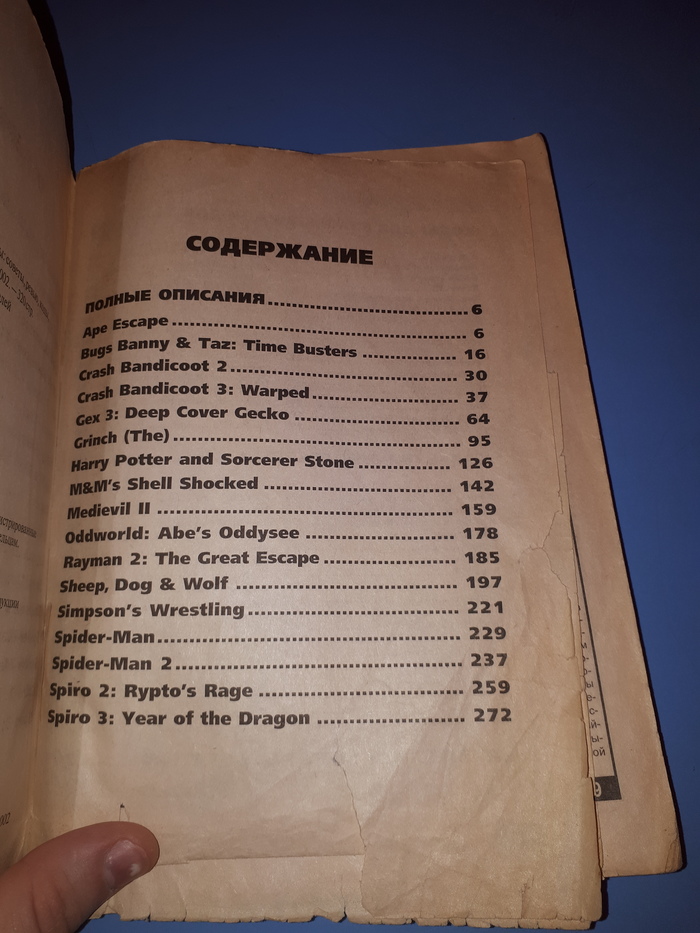 СОДЕРЖАНИЕ
ПОЛНЫЕ ОПИСАНИЯ.....................................................6
Ape Escape.....................................................................6
Bugs Banny & Taz: Time Busters.......................16
Crash Bandicoot 2......................................................30
Crash Bandicoot 3: Warped...................................37
Gex 3: Deep Cover Gecko.........................................64
Grinch (The)....................................................................95
Harry Potter and Sorcerer Stone.......................126
M&M's Shell Shocked...............................................142
Medievil II.......................................................................159
Oddworld: Abe's Oddysee.......................................178
Rayman 2: The Great Escape.................................185
Sheep, Dog & Wolf.....................................................197
Simpson's Wrestling.................................................221
Spider-Man.....................................................................229
Spider-Man 2.................................................................237
Spiro 2: Rypto's Rage...............................................259
Spiro 3: Year of the Dragon...................................272
002. —
002
ы-
ой
9